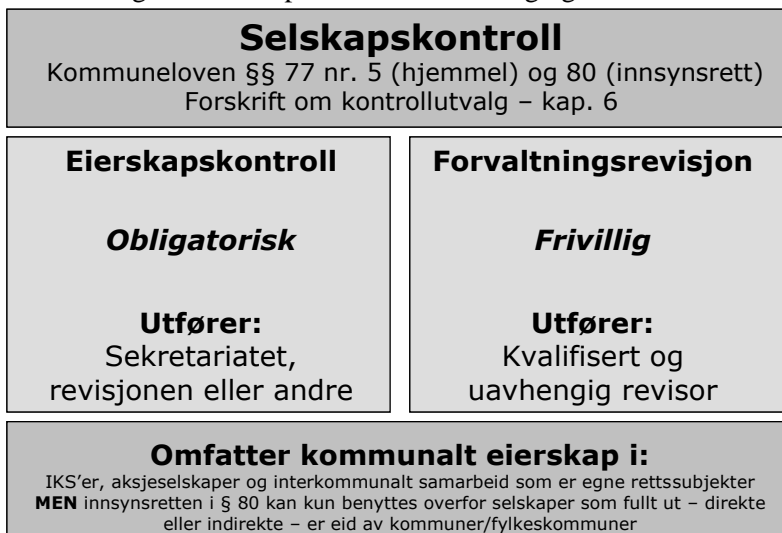 Selskapskontroll
Kommuneloven §§ 77 nr. 5 (hjemmel) og 80 (innsynsrett)
Forskrift om kontrollutvalg – kap. 6
Eierskapskontroll
Obligatorisk
Utfører:
Sekretariatet,
revisjonen eller andre
Forvaltningsrevisjon
Frivillig
Utfører:
Kvalifisert og
uavhengig revisor
Omfatter kommunalt eierskap i:
IKS'er, aksjeselskaper og interkommunalt samarbeid som er egne rettssubjekter
MEN innsynsretten i § 80 kan kun benyttes overfor selskaper som fullt ut – direkte
eller indirekte – er eid av kommuner/fylkeskommuner